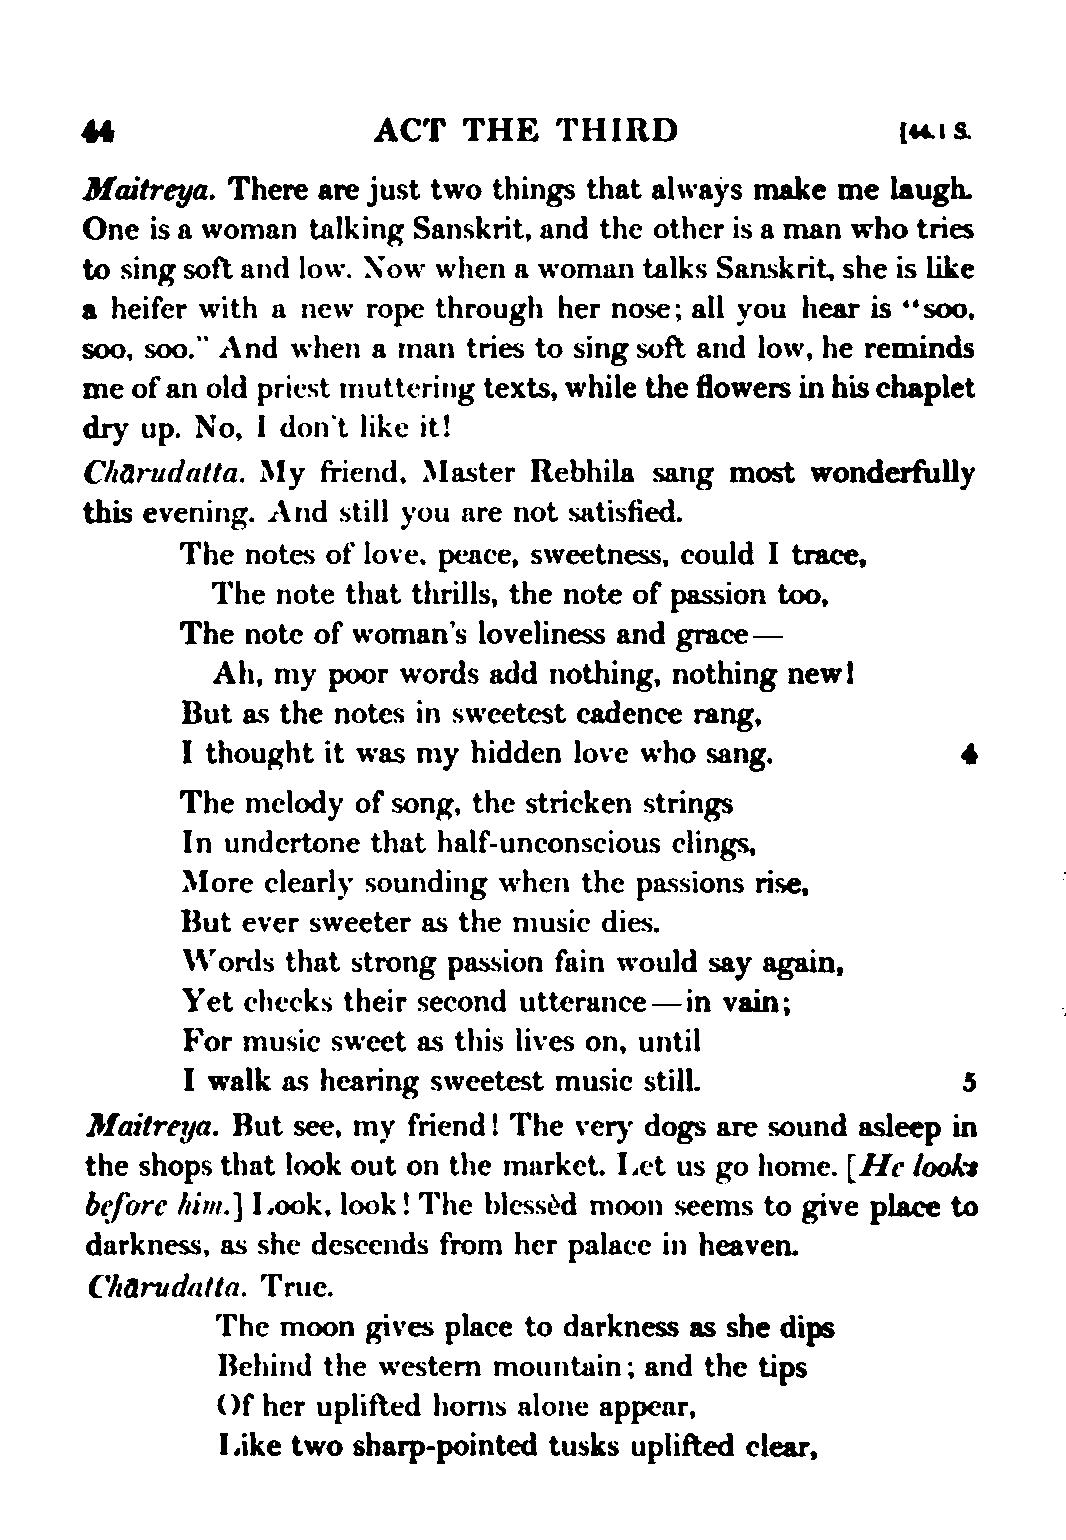 44 ACT THE THIRD [44.1 S.
Maitreya. There are just two things that always make me laugh.
One is a woman talking Sanskrit, and the other is a man who tries
to sing soft and low. Now when a woman talks Sanskrit, she is like
a heifer with a new rope through her nose; all you hear is "soo,
soo, soo." And when a man tries to sing soft and low, he reminds
me of an old priest muttering texts, while the flowers in his chaplet
dry up. No, I don't like it!
Chārudatta. My friend, Master Rebhila sang most wonderfully
this evening. And still you are not satisfied.
The notes of love, peace, sweetness, could I trace,
The note that thrills, the note of passion too,
The note of woman's loveliness and grace—
Ah, my poor words add nothing, nothing new!
But as the notes in sweetest cadence rang,
I thought it was my hidden love who sang. 4
The melody of song, the stricken strings
In undertone that half-unconscious clings,
More clearly sounding when the passions rise,
But ever sweeter as the music dies.
Words that strong passion fain would say again,
Yet checks their second utterance—in vain;
For music sweet as this lives on, until
I walk as hearing sweetest music still. 5
Maitreya. But see, my friend! The very dogs are sound asleep in
the shops that look out on the market. Let us go home. [He looks
before him.] Look, look! The blessèd moon seems to give place to
darkness, as she descends from her palace in heaven.
Chārudatta. True.
The moon gives place to darkness as she dips
Behind the western mountain; and the tips
Of her uplifted horns alone appear,
Like two sharp-pointed tusks uplifted clear,